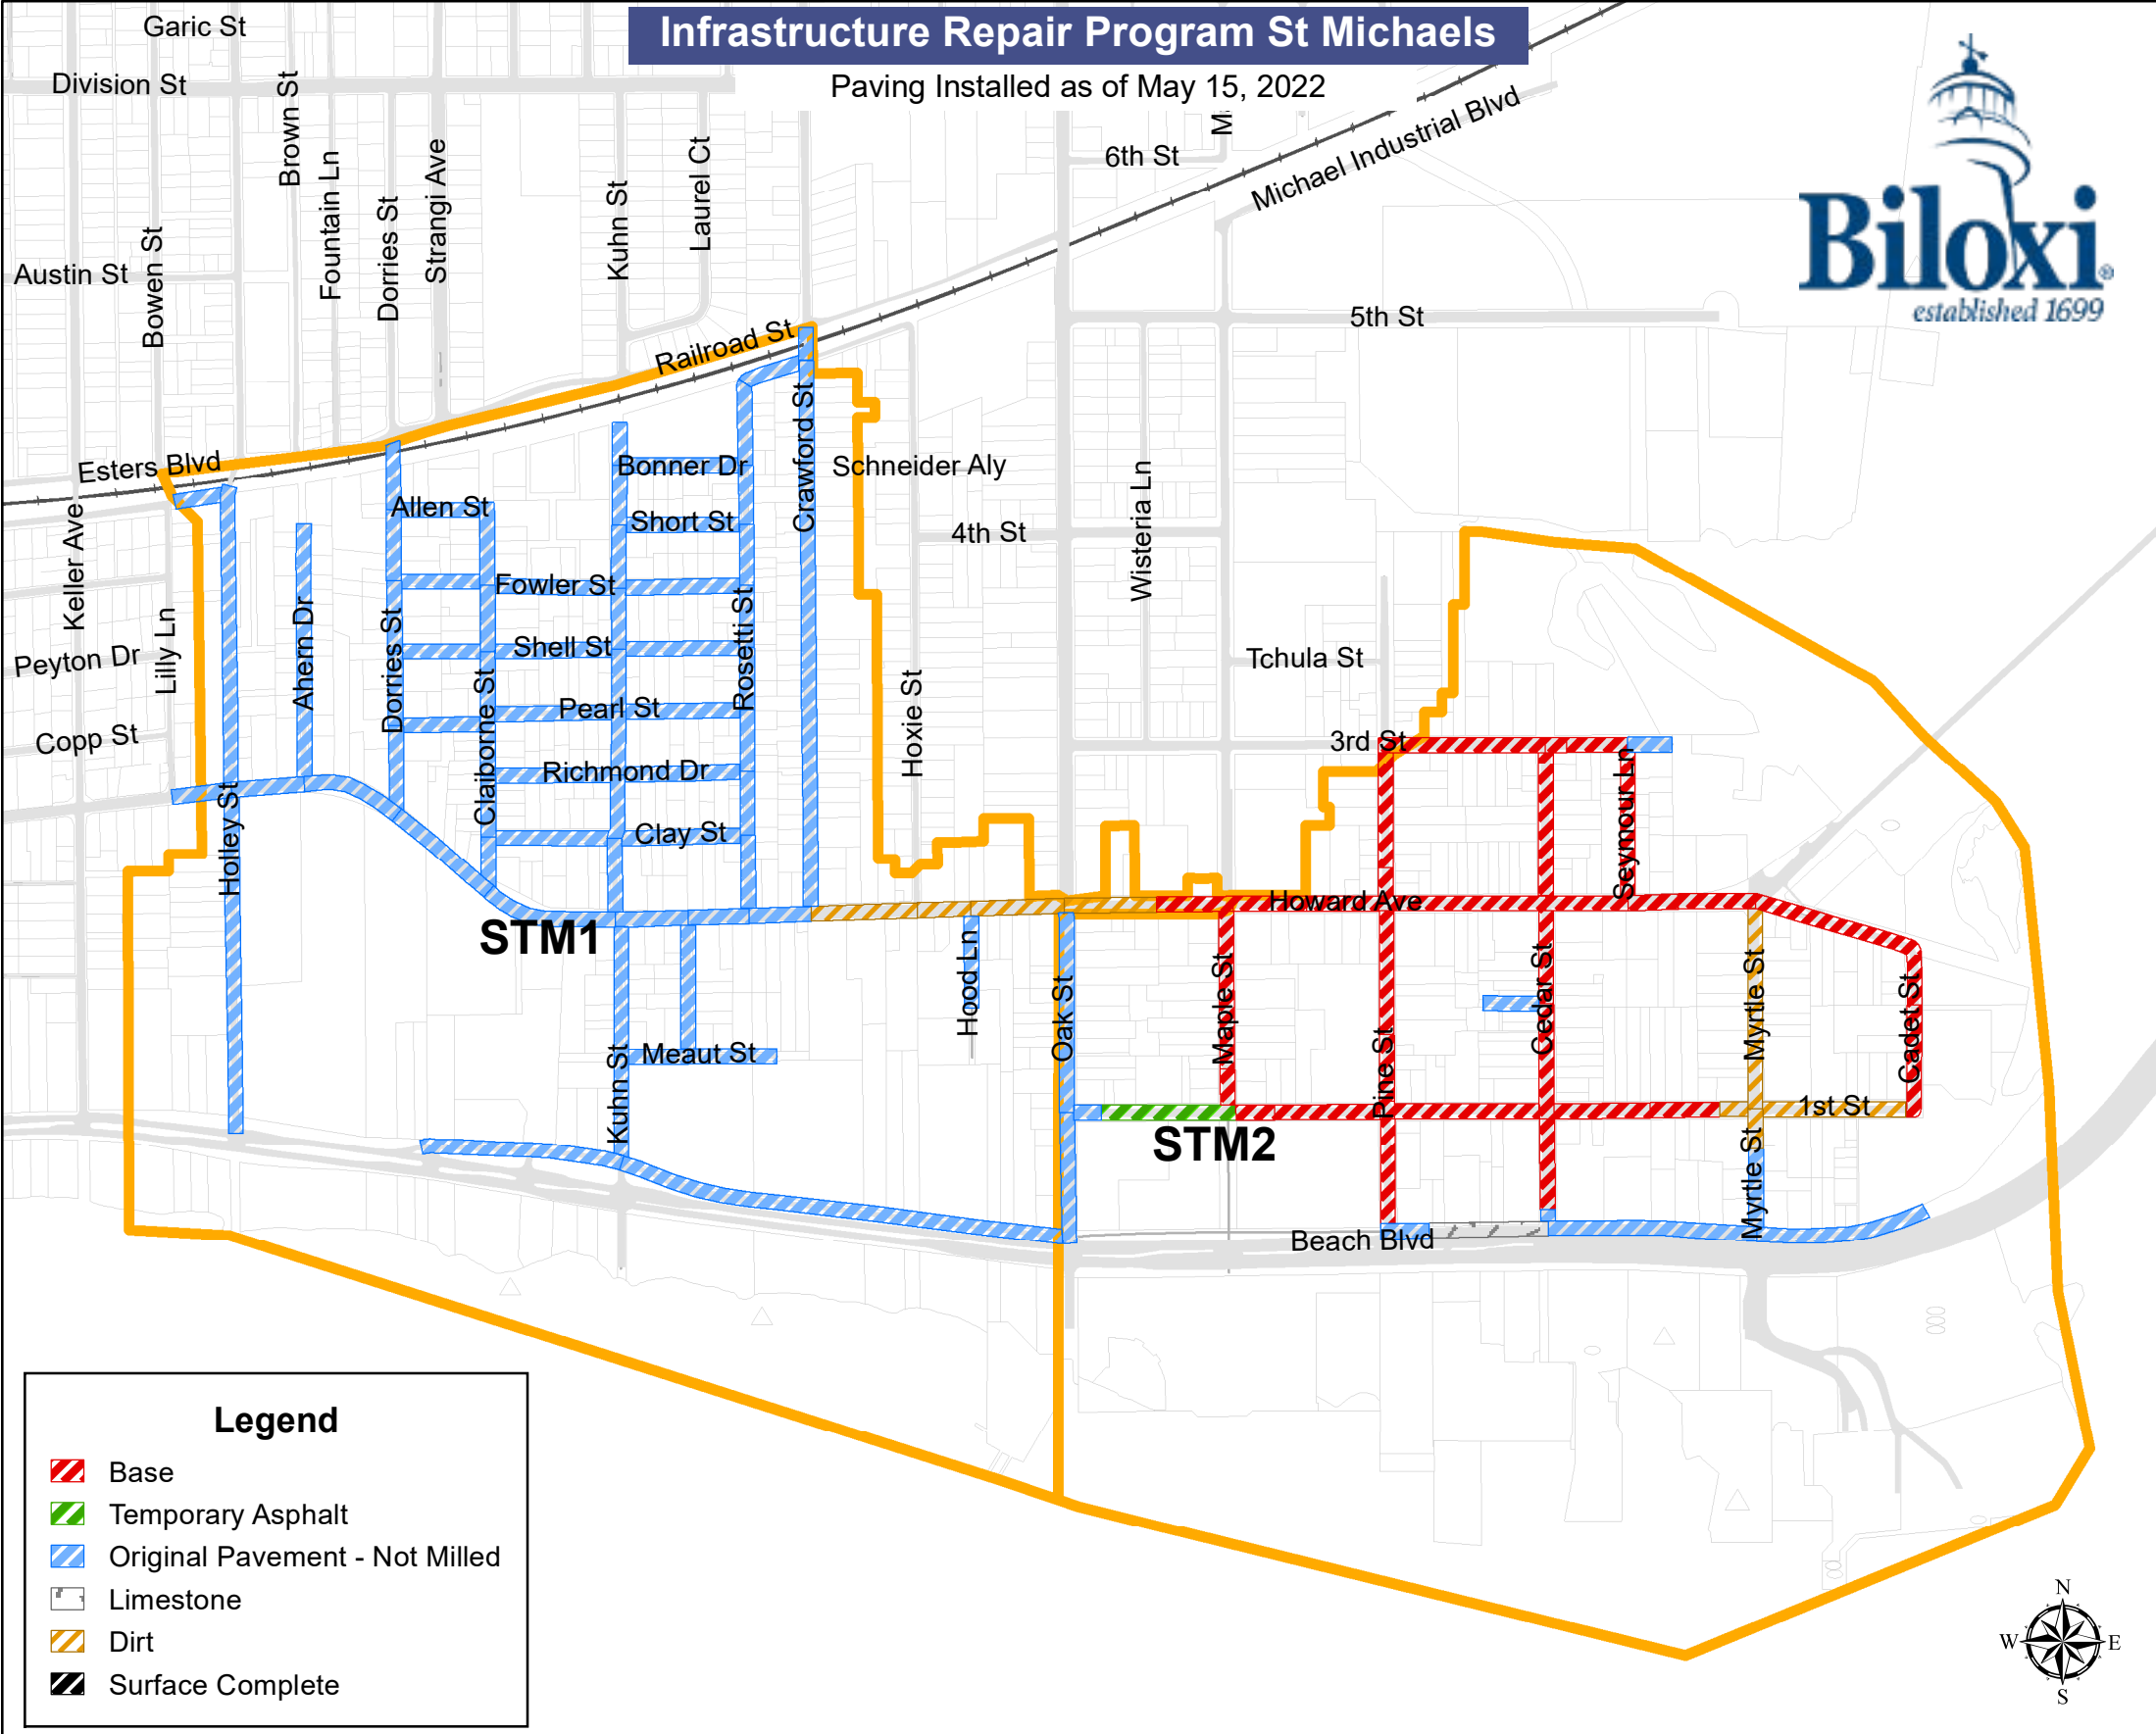 Infrastructure Repair Program St Michaels
Paving Installed as of May 15, 2022
Biloxi®
established 1699
Garic St
Division St
Brown St
Fountain Ln
Dorries St
Strangi Ave
Kuhn St
Laurel Ct
M
6th St
Michael Industrial Blvd
Austin St
Bowen St
5th St
Railroad St
Esters Blvd
Keller Ave
Lilly Ln
Peyton Dr
Copp St
Allen St
Bonner Dr
Short St
Crawford St
Schneider Aly
4th St
Wisteria Ln
Fowler St
Ahern Dr
Dorries St
Shell St
Rosetti St
Claiborne St
Pearl St
Hoxie St
Tchula St
3rd St
Richmond Dr
Holley St
Clay St
Seymour Ln
Howard Ave
STM1
Hood Ln
Oak St
Maple St
Pine St
Cedar St
Myrtle St
Cadet St
Kuhn St
Meaut St
1st St
STM2
Myrtle St
Beach Blvd
Legend
Base
Temporary Asphalt
Original Pavement - Not Milled
Limestone
Dirt
Surface Complete
N
W
E
S